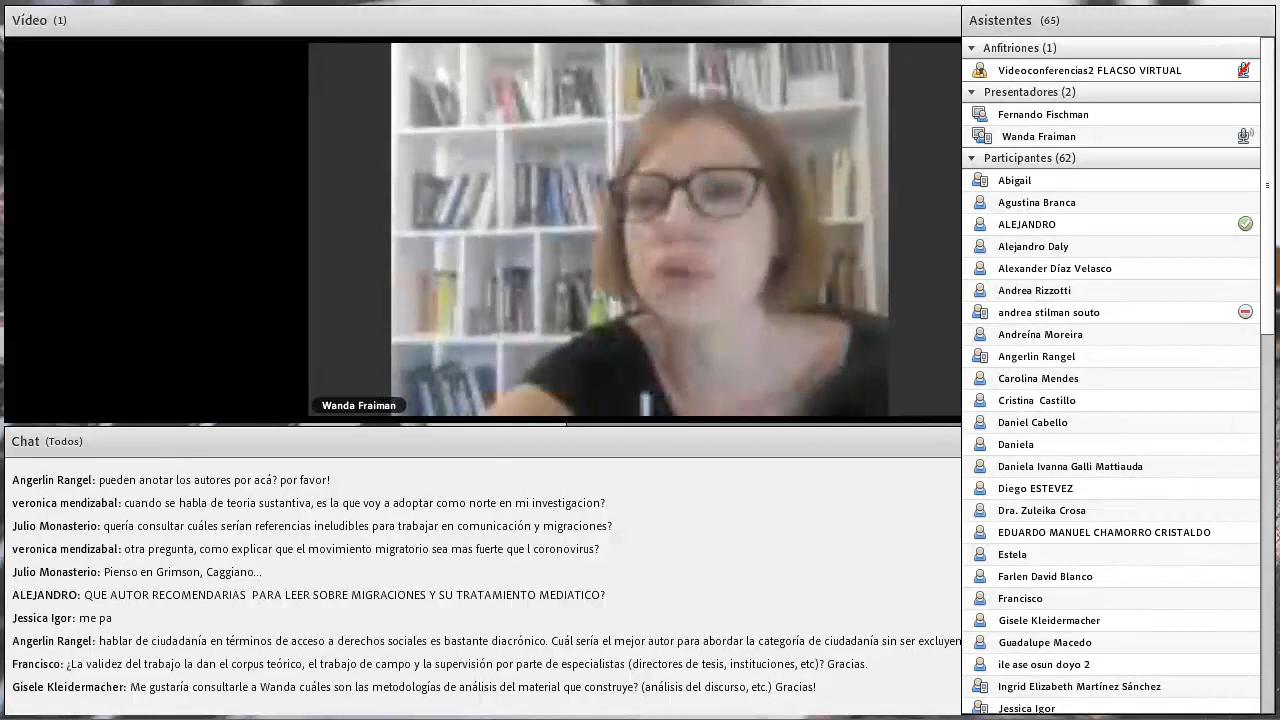 Vídeo (1)
Wanda Fraiman
Chat (Todos)
Angerlin Rangel: pueden anotar los autores por acá? por favor!
veronica mendizabal: cuando se habla de teoria sustantiva, es la que voy a adoptar como norte en mi investigacion?
Julio Monasterio: quería consultar cuáles serían referencias ineludibles para trabajar en comunicación y migraciones?
veronica mendizabal: otra pregunta, como explicar que el movimiento migratorio sea mas fuerte que l coronovirus?
Julio Monasterio: Pienso en Grimson, Caggiano...
ALEJANDRO: QUE AUTOR RECOMENDARIAS PARA LEER SOBRE MIGRACIONES Y SU TRATAMIENTO MEDIATICO?
Jessica Igor: me pa
Angerlin Rangel: hablar de ciudadanía en términos de acceso a derechos sociales es bastante diacrónico. Cuál sería el mejor autor para abordar la categoría de ciudadanía sin ser excluyen
Francisco: ¿La validez del trabajo la dan el corpus teórico, el trabajo de campo y la supervisión por parte de especialistas (directores de tesis, instituciones, etc)? Gracias.
Gisele Kleidermacher: Me gustaría consultarle a Wanda cuáles son las metodologías de análisis del material que construye? (análisis del discurso, etc.) Gracias!
Asistentes (65)
Anfitriones (1)
Videoconferencias2 FLACSO VIRTUAL
Presentadores (2)
Fernando Fischman
Wanda Fraiman
Participantes (62)
Abigail
Agustina Branca
ALEJANDRO
Alejandro Daly
Alexander Díaz Velasco
Andrea Rizzotti
andrea stilman souto
Andreína Moreira
Angerlin Rangel
Carolina Mendes
Cristina Castillo
Daniel Cabello
Daniela
Daniela Ivanna Galli Mattiauda
Diego ESTEVEZ
Dra. Zuleika Crosa
EDUARDO MANUEL CHAMORRO CRISTALDO
Estela
Farlen David Blanco
Francisco
Gisele Kleidermacher
Guadalupe Macedo
ile ase osun doyo 2
Ingrid Elizabeth Martínez Sánchez
Jessica Igor